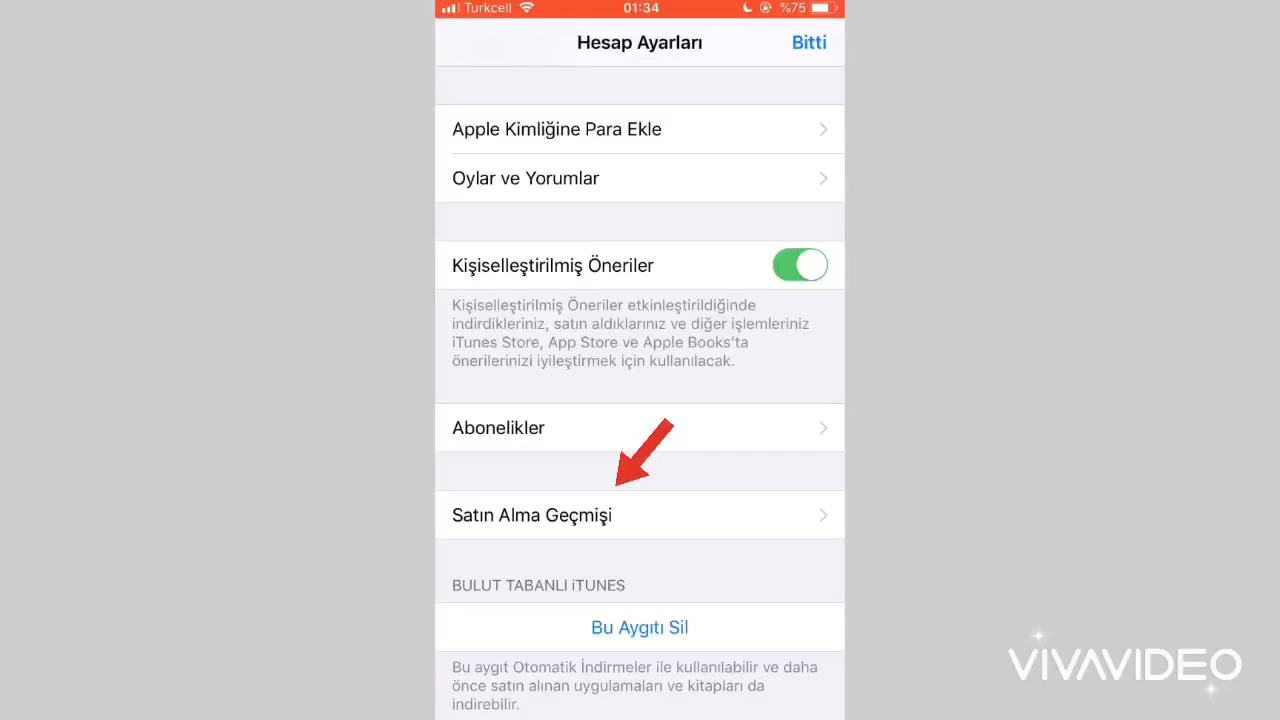 Turkcell 01:34 %75
Hesap Ayarları Bitti
Apple Kimliğine Para Ekle
Oylar ve Yorumlar
Kişiselleştirilmiş Öneriler
Kişiselleştirilmiş Öneriler etkinleştirildiğinde
indirdikleriniz, satın aldıklarınız ve diğer işlemleriniz
iTunes Store, App Store ve Apple Books'ta
önerilerinizi iyileştirmek için kullanılacak.
Abonelikler
Satın Alma Geçmişi
BULUT TABANLI iTUNES
Bu Aygıtı Sil
Bu aygıt Otomatik İndirmeler ile kullanılabilir ve daha
önce satın alınan uygulamaları ve kitapları da
indirebilir.
VIVAVIDEO